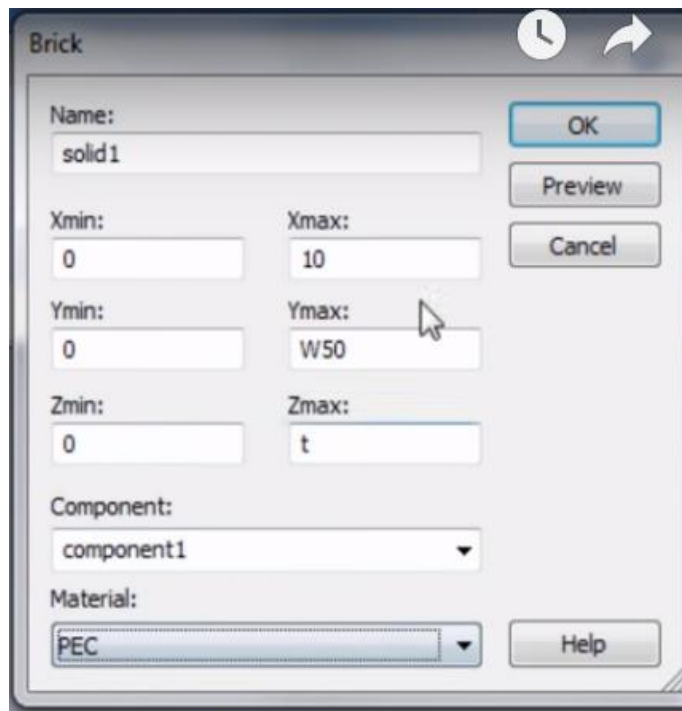 Brick
Name:
solid1
OK
Preview
Cancel
Xmin:
Xmax:
0
10
Ymin:
Ymax:
0
W50
Zmin:
Zmax:
0
t
Component:
component1
Material:
PEC
Help